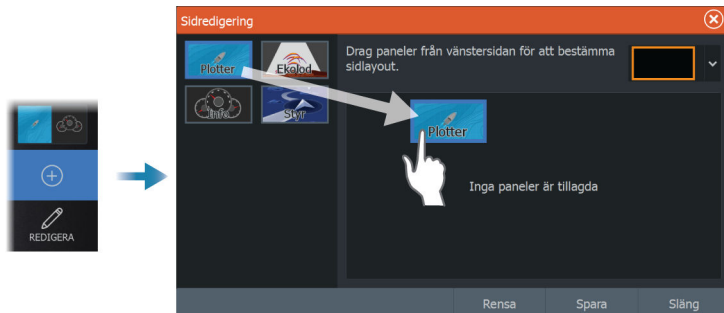 Sidredigering
Plotter
Ekolod
Info
Styr
Drag paneler från vänstersidan för att bestämma
sidlayout.
Plotter
Inga paneler är tillagda
REDIGERA
Rensa
Spara
Släng